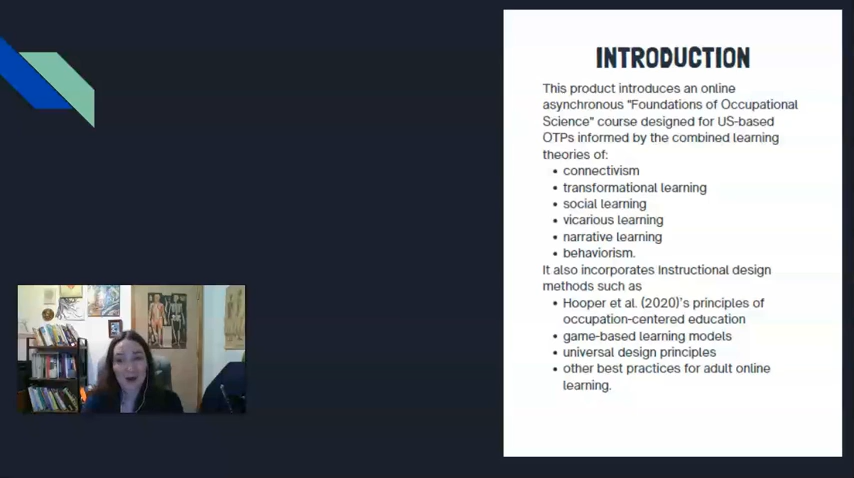 INTRODUCTION
This product introduces an online
asynchronous "Foundations of Occupational
Science" course designed for US-based
OTPs informed by the combined learning
theories of:
• connectivism
• transformational learning
• social learning
• vicarious learning
• narrative learning
• behaviorism.
It also incorporates Instructional design
methods such as
• Hooper et al. (2020)'s principles of
occupation-centered education
• game-based learning models
• universal design principles
• other best practices for adult online
learning.